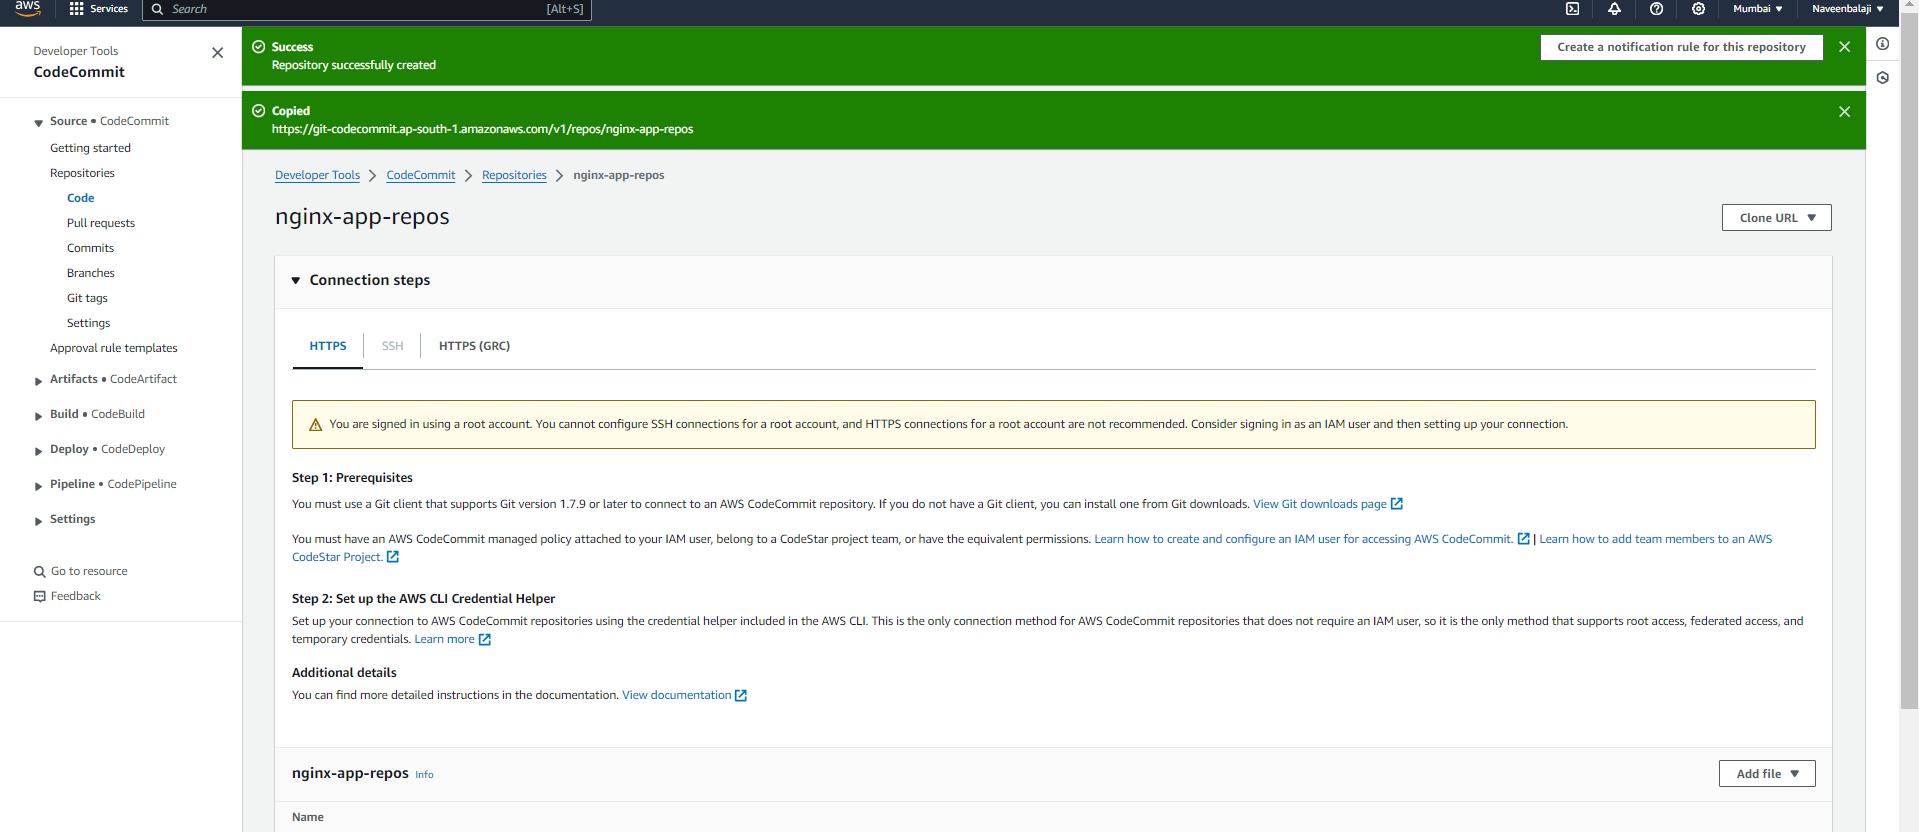 aws
Services
Search
[Alt+S]
Mumbai
Naveenbalaji
Developer Tools
CodeCommit
Source • CodeCommit
Getting started
Repositories
Code
Pull requests
Commits
Branches
Git tags
Settings
Approval rule templates
Artifacts • CodeArtifact
Build • CodeBuild
Deploy • CodeDeploy
Pipeline • CodePipeline
Settings
Go to resource
Feedback
Success
Repository successfully created
Create a notification rule for this repository
Copied
https://git-codecommit.ap-south-1.amazonaws.com/v1/repos/nginx-app-repos
Developer Tools > CodeCommit > Repositories > nginx-app-repos
nginx-app-repos
Clone URL
Connection steps
HTTPS
SSH
HTTPS (GRC)
You are signed in using a root account. You cannot configure SSH connections for a root account, and HTTPS connections for a root account are not recommended. Consider signing in as an IAM user and then setting up your connection.
Step 1: Prerequisites
You must use a Git client that supports Git version 1.7.9 or later to connect to an AWS CodeCommit repository. If you do not have a Git client, you can install one from Git downloads. View Git downloads page
You must have an AWS CodeCommit managed policy attached to your IAM user, belong to a CodeStar project team, or have the equivalent permissions. Learn how to create and configure an IAM user for accessing AWS CodeCommit. | Learn how to add team members to an AWS
CodeStar Project.
Step 2: Set up the AWS CLI Credential Helper
Set up your connection to AWS CodeCommit repositories using the credential helper included in the AWS CLI. This is the only connection method for AWS CodeCommit repositories that does not require an IAM user, so it is the only method that supports root access, federated access, and
temporary credentials. Learn more
Additional details
You can find more detailed instructions in the documentation. View documentation
nginx-app-repos Info
Add file
Name